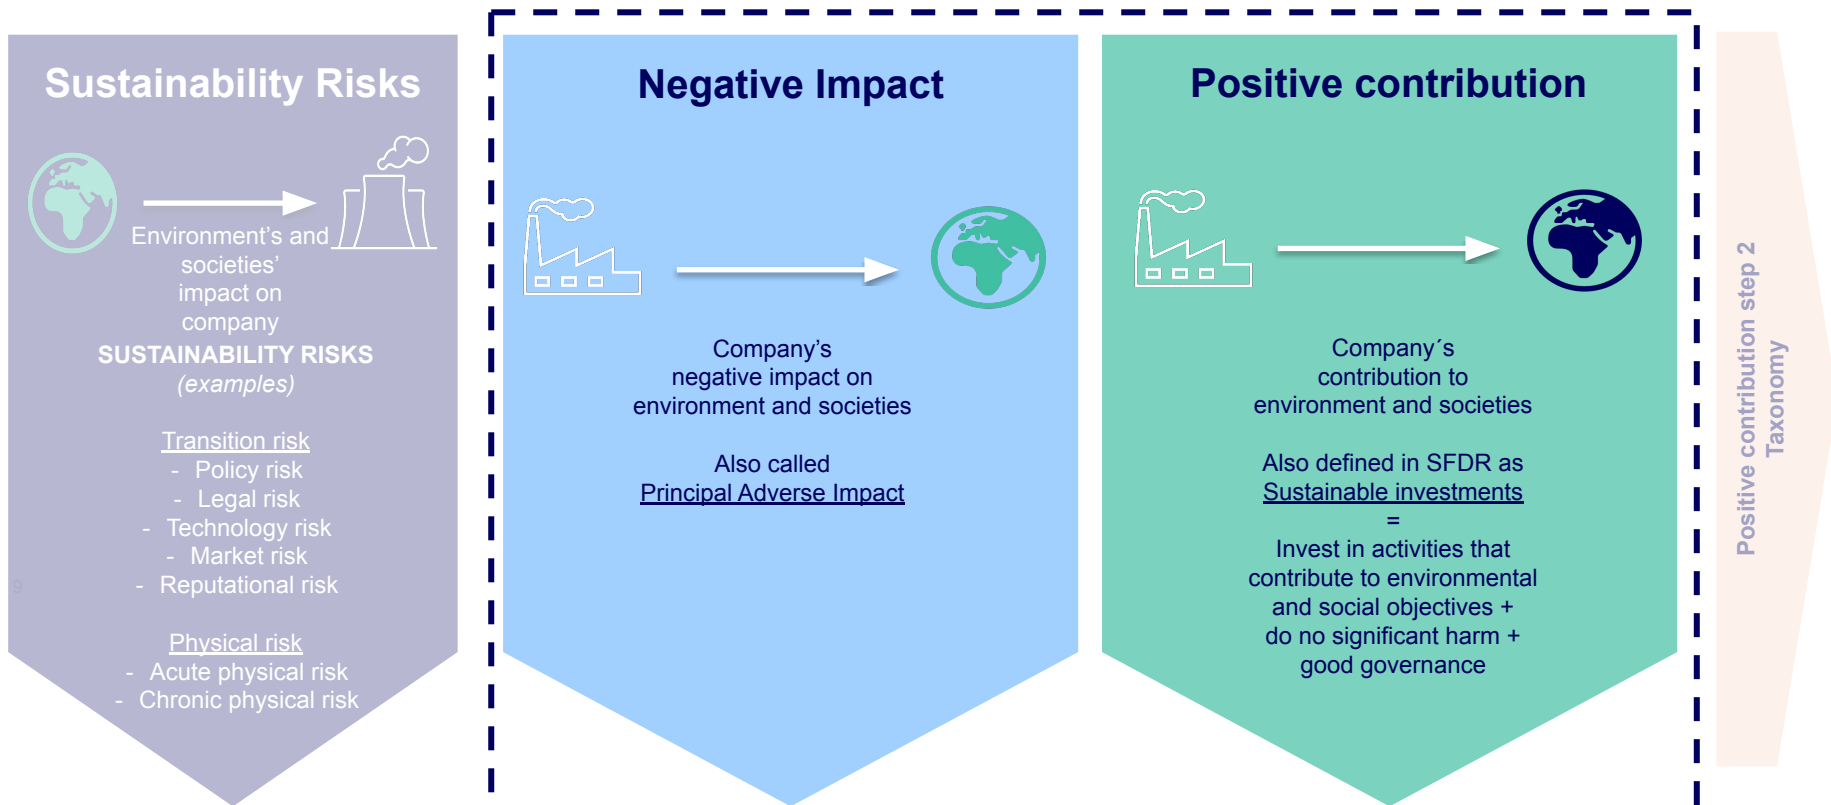 Sustainability Risks
Environment's and
societies'
impact on
company
SUSTAINABILITY RISKS
(examples)
Transition risk
- Policy risk
- Legal risk
- Technology risk
- Market risk
- Reputational risk
9
Physical risk
- Acute physical risk
- Chronic physical risk
Negative Impact
Company's
negative impact on
environment and societies
Also called
Principal Adverse Impact
Positive contribution
Company´s
contribution to
environment and societies
Also defined in SFDR as
Sustainable investments
=
Invest in activities that
contribute to environmental
and social objectives +
do no significant harm +
good governance
Positive contribution step 2
Taxonomy